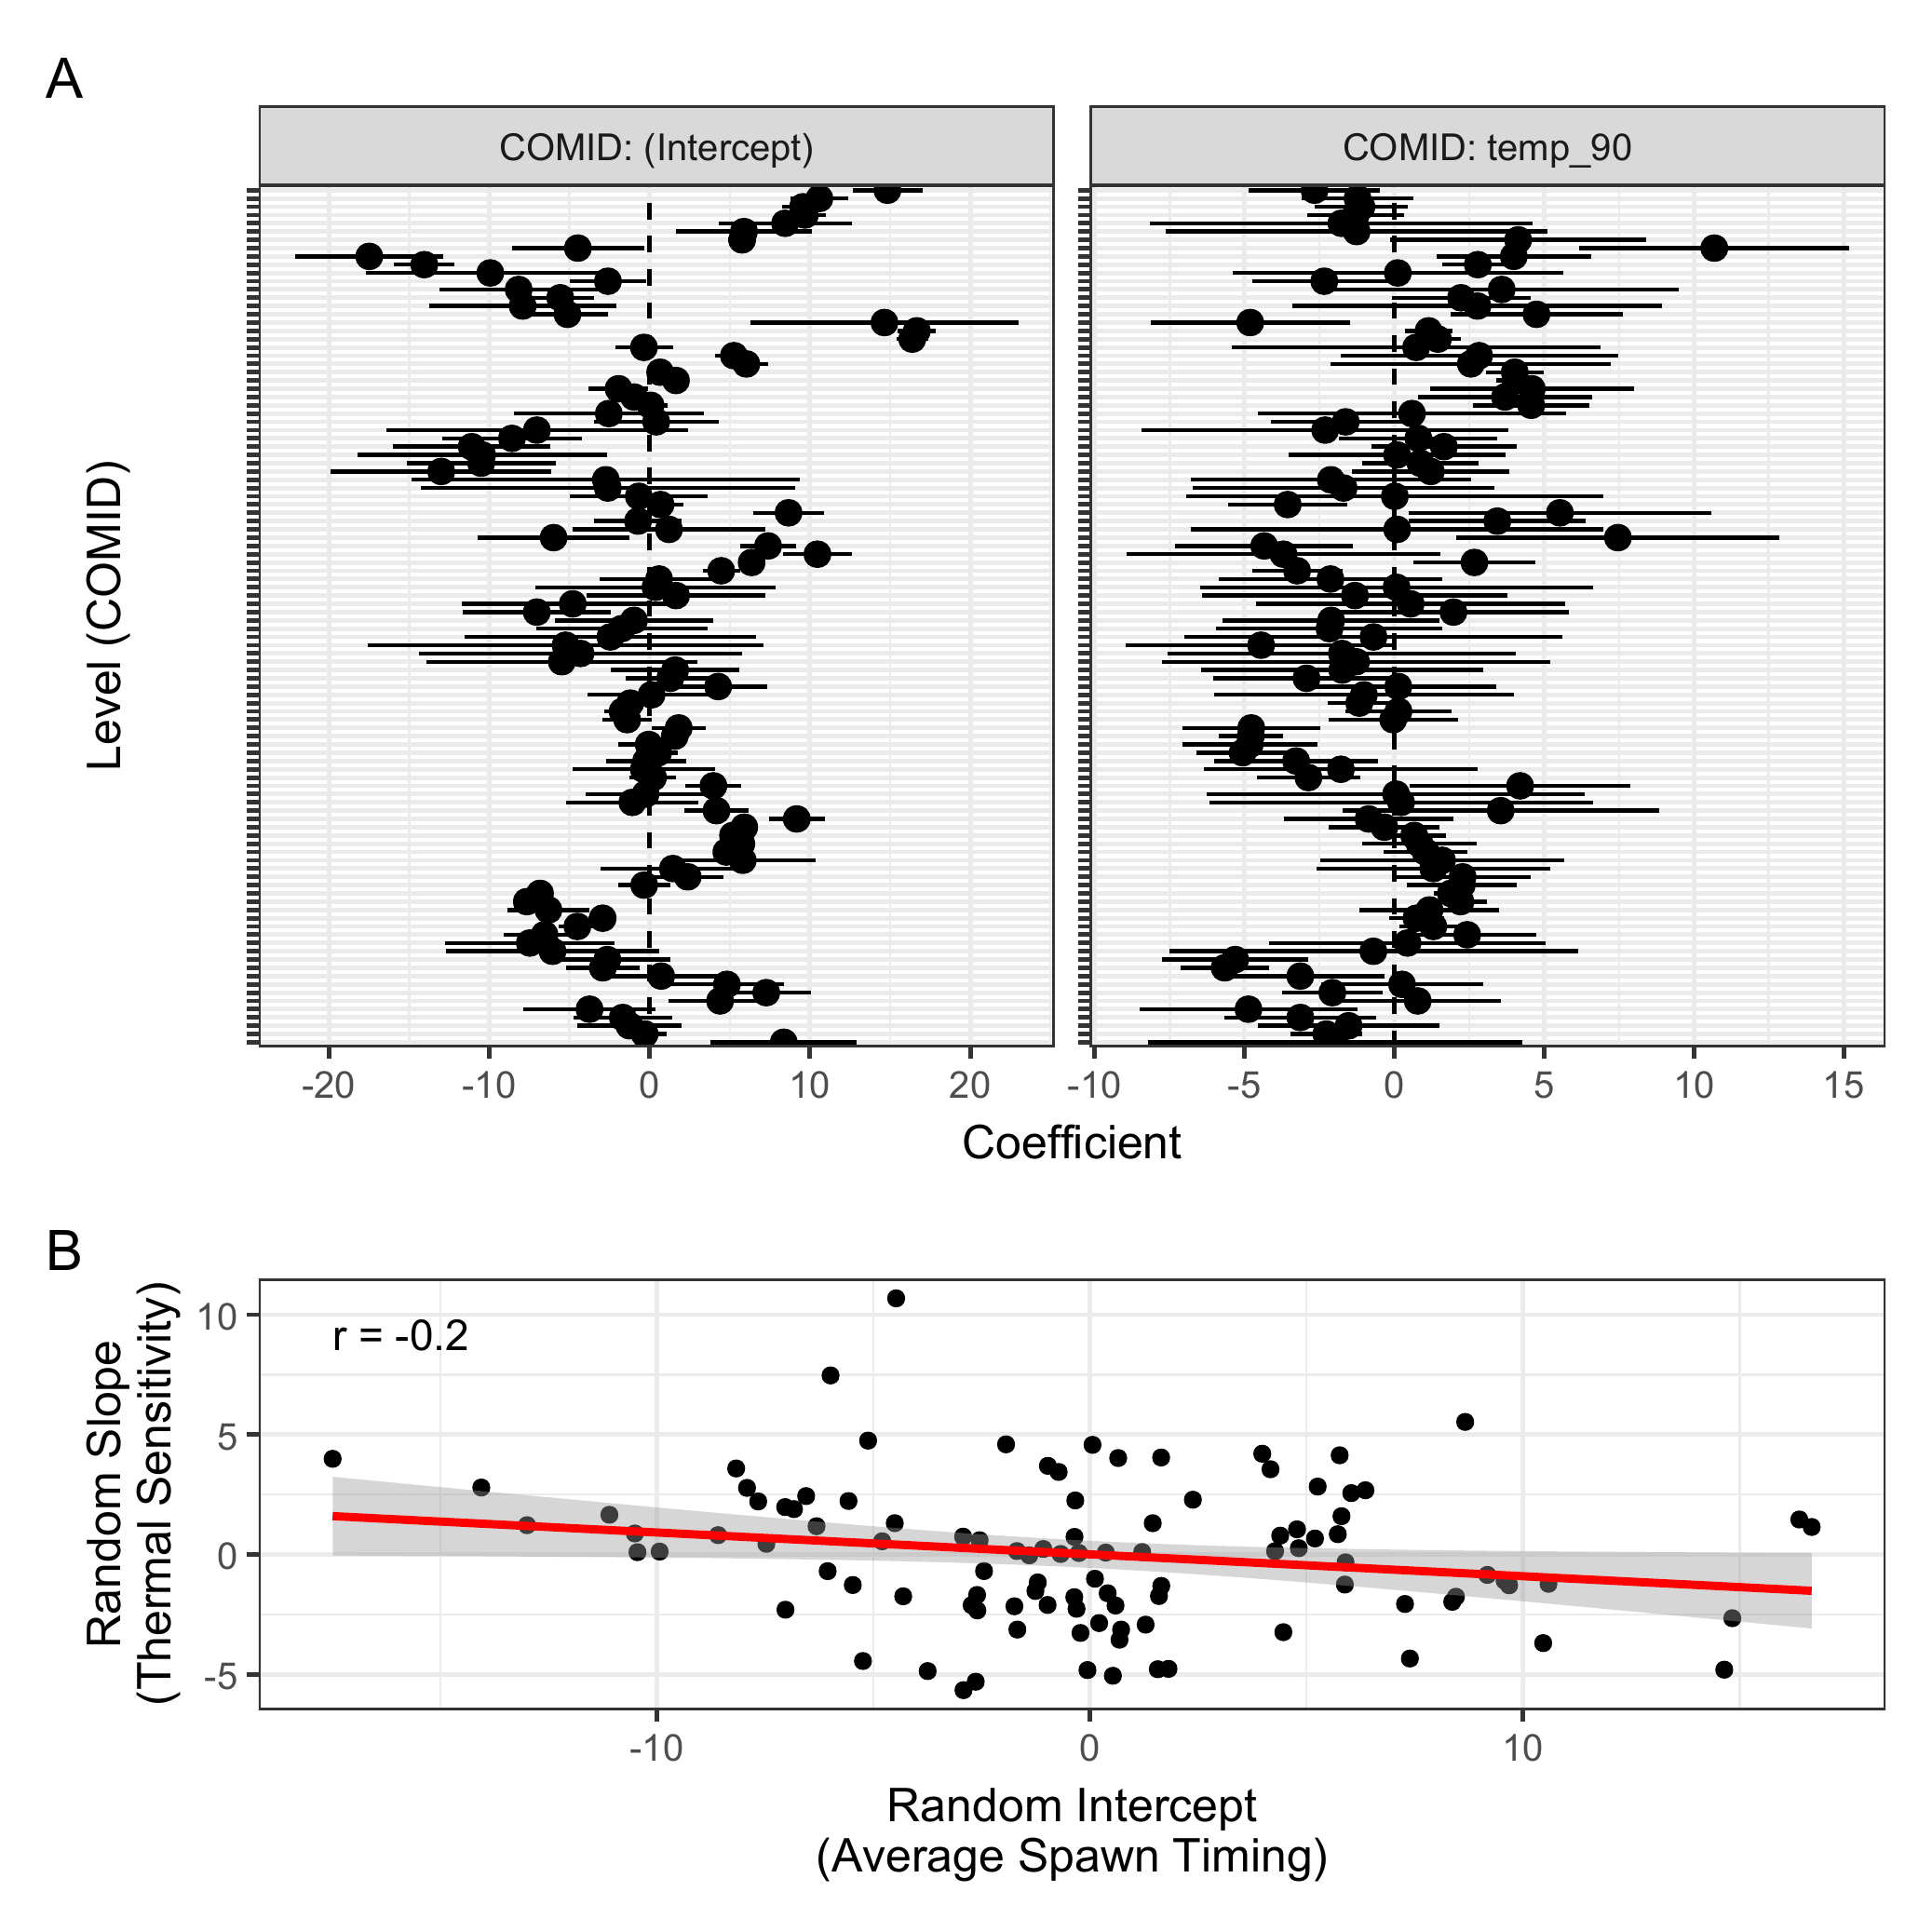 A
COMID: (Intercept)
COMID: temp_90
Level (COMID)
-20 -10 0 10 20
-10 -5 0 5 10 15
Coefficient
B
r = -0.2
Random Slope
(Thermal Sensitivity)
10
5
0
-5
-10 0 10
Random Intercept
(Average Spawn Timing)